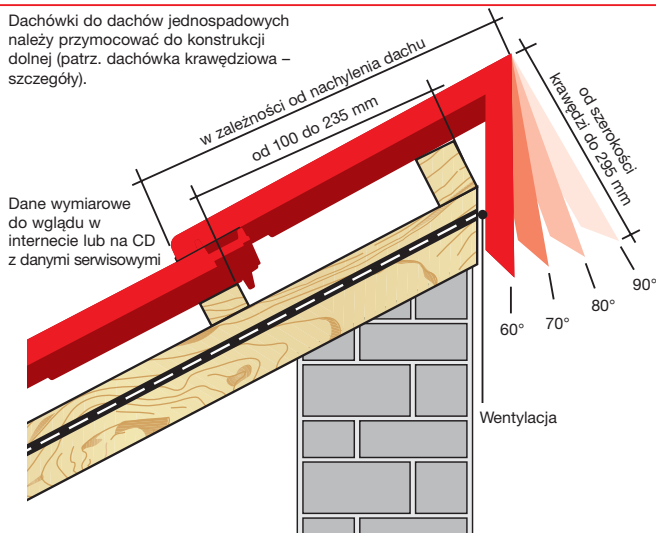 Dachówki do dachów jednospadowych
należy przymocować do konstrukcji
dolnej (patrz. dachówka krawędziowa –
szczegóły).
w zależności od nachylenia dachu
od 100 do 235 mm
od szerokości
krawędzi do 295 mm
Dane wymiarowe
do wglądu w
internecie lub na CD
z danymi serwisowymi
60°
70°
80°
90°
Wentylacja